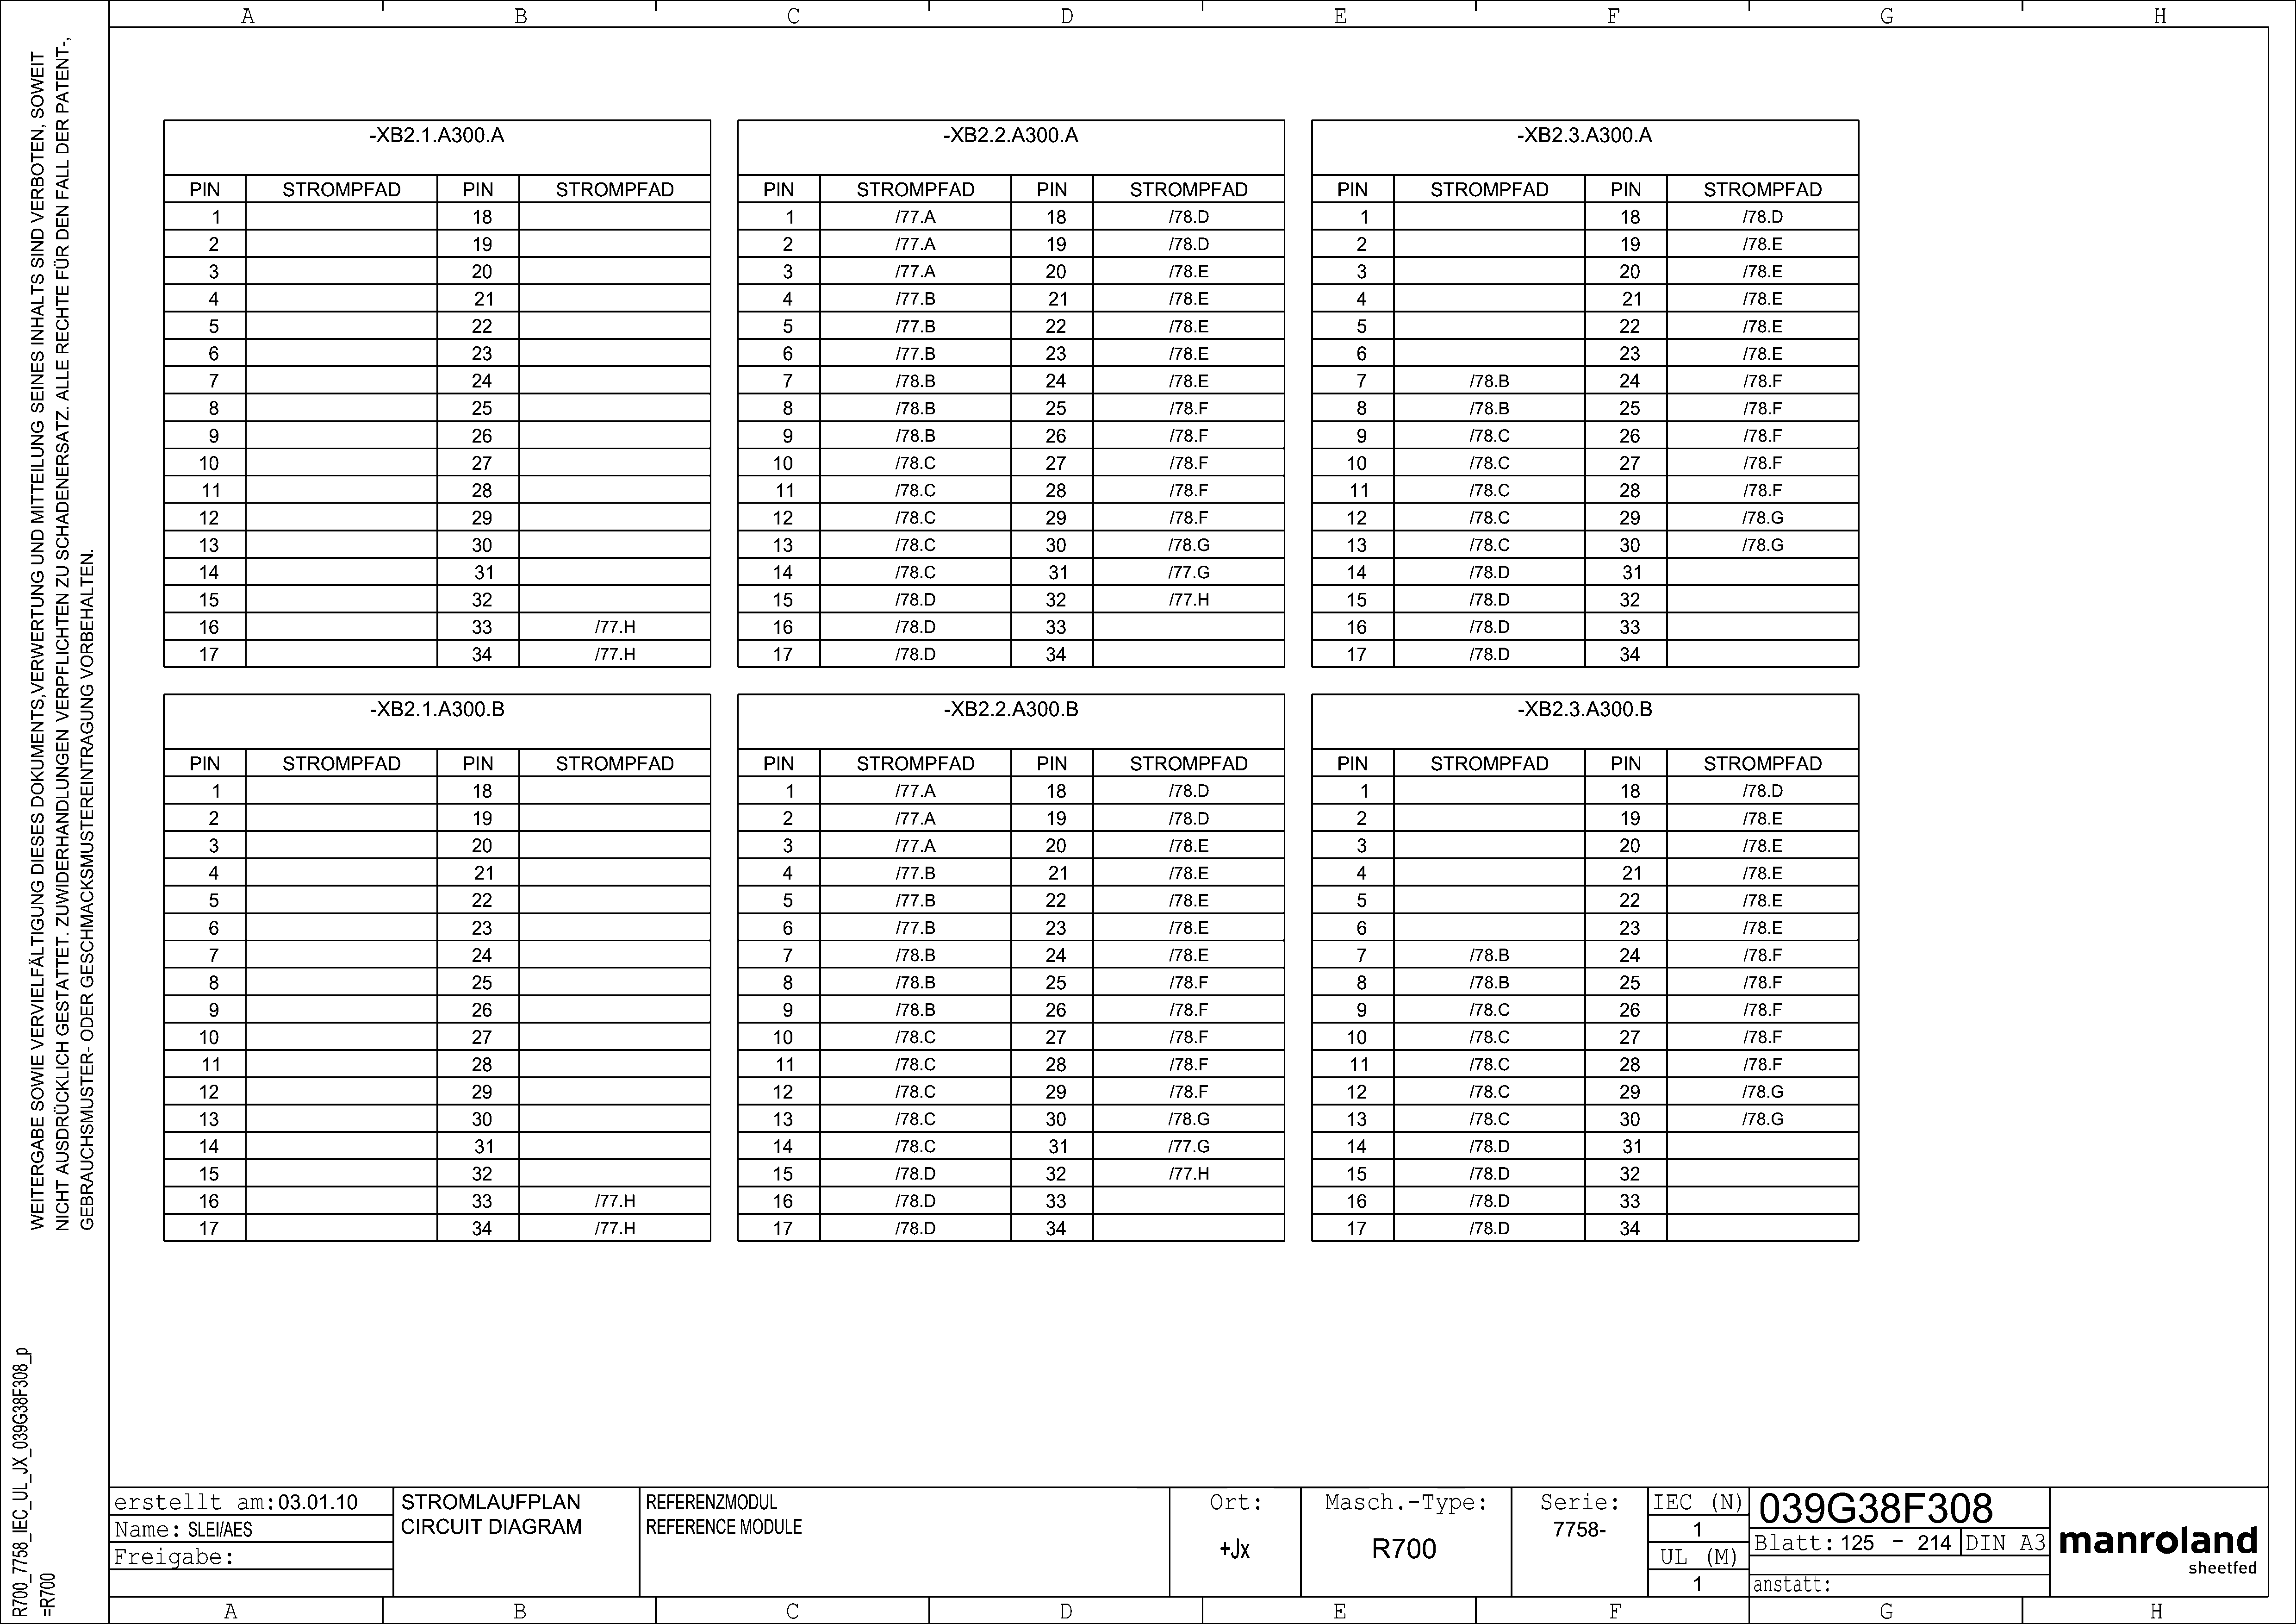 A B C D E F G H
WEITERGABE SOWIE VERVIELFÄLTIGUNG DIESES DOKUMENTS,VERWERTUNG UND MITTEILUNG SEINES INHALTS SIND VERBOTEN, SOWEIT
NICHT AUSDRÜCKLICH GESTATTET. ZUWIDERHANDLUNGEN VERPFLICHTEN ZU SCHADENERSATZ. ALLE RECHTE FÜR DEN FALL DER PATENT-,
GEBRAUCHSMUSTER- ODER GESCHMACKSMUSTEREINTRAGUNG VORBEHALTEN.
-XB2.1.A300.A
PIN STROMPFAD PIN STROMPFAD
1 18
2 19
3 20
4 21
5 22
6 23
7 24
8 25
9 26
10 27
11 28
12 29
13 30
14 31
15 32
16 33 /77.H
17 34 /77.H
-XB2.2.A300.A
PIN STROMPFAD PIN STROMPFAD
1 /77.A 18 /78.D
2 /77.A 19 /78.D
3 /77.A 20 /78.E
4 /77.B 21 /78.E
5 /77.B 22 /78.E
6 /77.B 23 /78.E
7 /78.B 24 /78.E
8 /78.B 25 /78.F
9 /78.B 26 /78.F
10 /78.C 27 /78.F
11 /78.C 28 /78.F
12 /78.C 29 /78.F
13 /78.C 30 /78.G
14 /78.C 31 /77.G
15 /78.D 32 /77.H
16 /78.D 33
17 /78.D 34
-XB2.3.A300.A
PIN STROMPFAD PIN STROMPFAD
1 18 /78.D
2 19 /78.E
3 20 /78.E
4 21 /78.E
5 22 /78.E
6 23 /78.E
7 /78.B 24 /78.F
8 /78.B 25 /78.F
9 /78.C 26 /78.F
10 /78.C 27 /78.F
11 /78.C 28 /78.F
12 /78.C 29 /78.G
13 /78.C 30 /78.G
14 /78.D 31
15 /78.D 32
16 /78.D 33
17 /78.D 34
-XB2.1.A300.B
PIN STROMPFAD PIN STROMPFAD
1 18
2 19
3 20
4 21
5 22
6 23
7 24
8 25
9 26
10 27
11 28
12 29
13 30
14 31
15 32
16 33 /77.H
17 34 /77.H
-XB2.2.A300.B
PIN STROMPFAD PIN STROMPFAD
1 /77.A 18 /78.D
2 /77.A 19 /78.D
3 /77.A 20 /78.E
4 /77.B 21 /78.E
5 /77.B 22 /78.E
6 /77.B 23 /78.E
7 /78.B 24 /78.E
8 /78.B 25 /78.F
9 /78.B 26 /78.F
10 /78.C 27 /78.F
11 /78.C 28 /78.F
12 /78.C 29 /78.F
13 /78.C 30 /78.G
14 /78.C 31 /77.G
15 /78.D 32 /77.H
16 /78.D 33
17 /78.D 34
-XB2.3.A300.B
PIN STROMPFAD PIN STROMPFAD
1 18 /78.D
2 19 /78.E
3 20 /78.E
4 21 /78.E
5 22 /78.E
6 23 /78.E
7 /78.B 24 /78.F
8 /78.B 25 /78.F
9 /78.C 26 /78.F
10 /78.C 27 /78.F
11 /78.C 28 /78.F
12 /78.C 29 /78.G
13 /78.C 30 /78.G
14 /78.D 31
15 /78.D 32
16 /78.D 33
17 /78.D 34
R700_7758_IEC_UL_JX_039G38F308_p
=R700
erstellt am: 03.01.10
Name: SLEI/AES
Freigabe:
STROMLAUFPLAN
CIRCUIT DIAGRAM
REFERENZMODUL
REFERENCE MODULE
Ort:
+Jx
Masch.-Type:
R700
Serie:
7758-
IEC (N)
1
UL (M)
1
039G38F308
Blatt: 125 - 214 DIN A3
anstatt:
manroland
sheetfed
A B C D E F G H